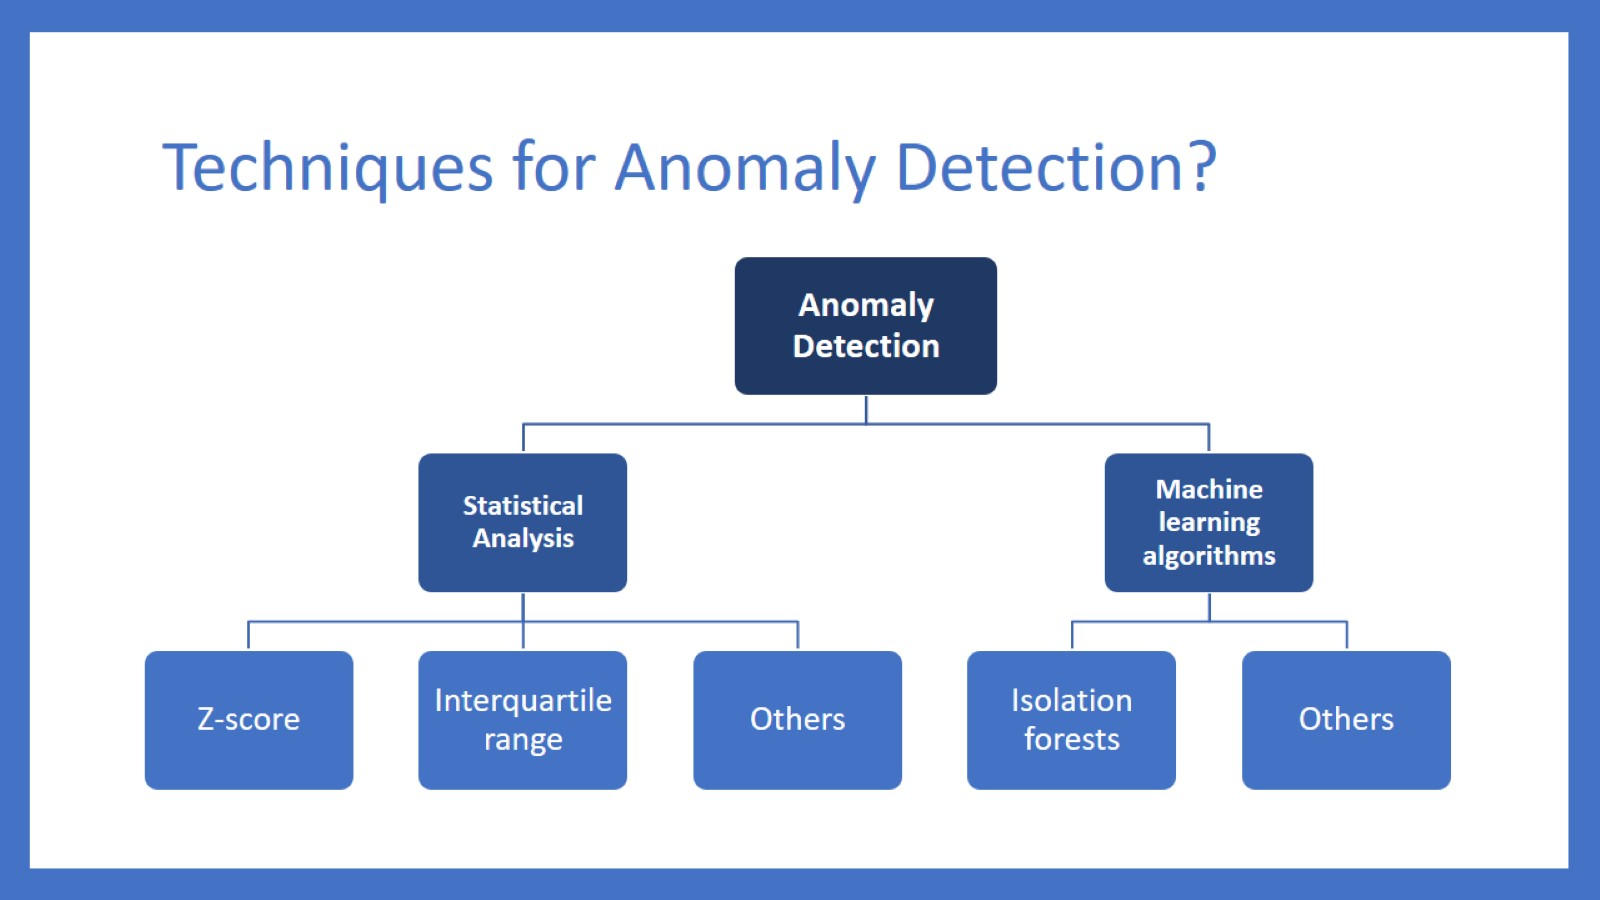 Techniques for Anomaly Detection?
Anomaly
Detection
Statistical
Analysis
Machine
learning
algorithms
Z-score
Interquartile
range
Others
Isolation
forests
Others